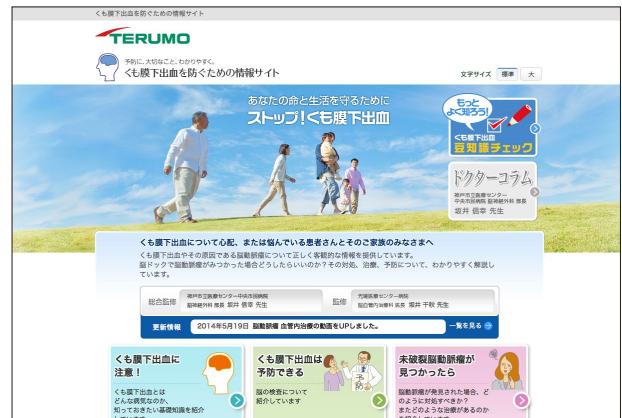 くも膜下出血を防ぐための情報サイト
TERUMO
予防に、大切なこと、わかりやすく。
くも膜下出血を防ぐための情報サイト
文字サイズ 標準 大
あなたの命と生活を守るために
ストップ!くも膜下出血
もっと
よく知ろう!
くも膜下出血
豆知識チェック
ドクターコラム
神戸市立医療センター
中央市民病院 脳神経外科 部長
坂井 信幸 先生
くも膜下出血について心配、または悩んでいる患者さんとそのご家族のみなさまへ
くも膜下出血やその原因である脳動脈瘤について正しく客観的な情報を提供しています。
脳ドックで脳動脈瘤がみつかった場合どうしたらいいのか?その対処、治療、予防について、わかりやすく解説し
ています。
総合監修 神戸市立医療センター中央市民病院
脳神経外科 部長 坂井 信幸 先生
監修
脳血管内治療科 医長 坂井 千秋 先生
更新情報 2014年5月19日 脳動脈瘤 血管内治療の動画をUPしました。 一覧を見る
くも膜下出血に
注意!
くも膜下出血とは
どんな病気なのか、
知っておきたい基礎知識を紹介
しています
くも膜下出血は
予防できる
脳の検査について
紹介しています
予防
未破裂脳動脈瘤が
見つかったら
脳動脈瘤が発見された場合、ど
のように対処すべきか?
またどのような治療があるのか
を紹介しています